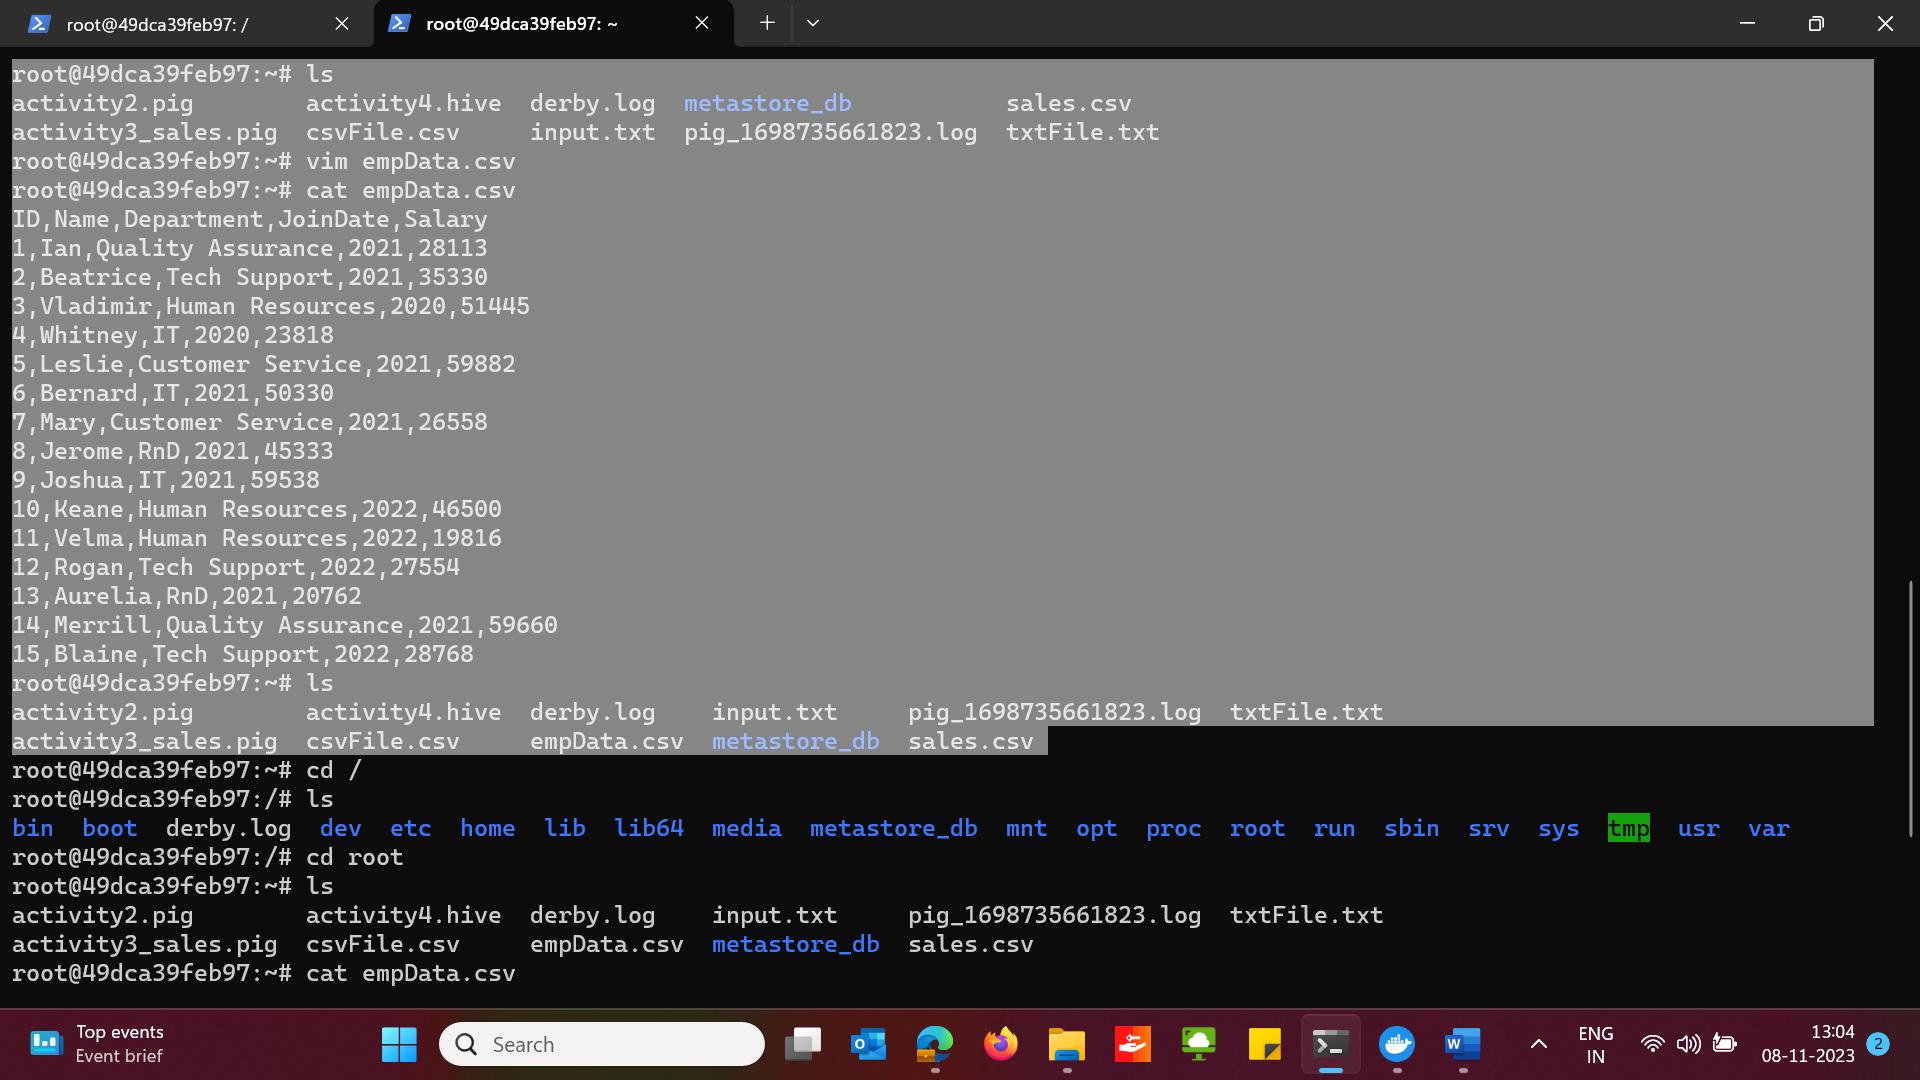 root@49dca39feb97: /
root@49dca39feb97: ~
root@49dca39feb97:~# ls
activity2.pig activity4.hive derby.log metastore_db sales.csv
activity3_sales.pig csvFile.csv input.txt pig_1698735661823.log txtFile.txt
root@49dca39feb97:~# vim empData.csv
root@49dca39feb97:~# cat empData.csv
ID,Name,Department,JoinDate,Salary
1,Ian,Quality Assurance,2021,28113
2,Beatrice,Tech Support,2021,35330
3,Vladimir,Human Resources,2020,51445
4,Whitney,IT,2020,23818
5,Leslie,Customer Service,2021,59882
6,Bernard,IT,2021,50330
7,Mary,Customer Service,2021,26558
8,Jerome,RnD,2021,45333
9,Joshua,IT,2021,59538
10,Keane,Human Resources,2022,46500
11,Velma,Human Resources,2022,19816
12,Rogan,Tech Support,2022,27554
13,Aurelia,RnD,2021,20762
14,Merrill,Quality Assurance,2021,59660
15,Blaine,Tech Support,2022,28768
root@49dca39feb97:~# ls
activity2.pig activity4.hive derby.log input.txt pig_1698735661823.log txtFile.txt
activity3_sales.pig csvFile.csv empData.csv metastore_db sales.csv
root@49dca39feb97:~# cd /
root@49dca39feb97:/# ls
bin boot derby.log dev etc home lib lib64 media metastore_db mnt opt proc root run sbin srv sys tmp usr var
root@49dca39feb97:/# cd root
root@49dca39feb97:~# ls
activity2.pig activity4.hive derby.log input.txt pig_1698735661823.log txtFile.txt
activity3_sales.pig csvFile.csv empData.csv metastore_db sales.csv
root@49dca39feb97:~# cat empData.csv
Top events
Event brief
Search
ENG
IN
13:04
08-11-2023
2